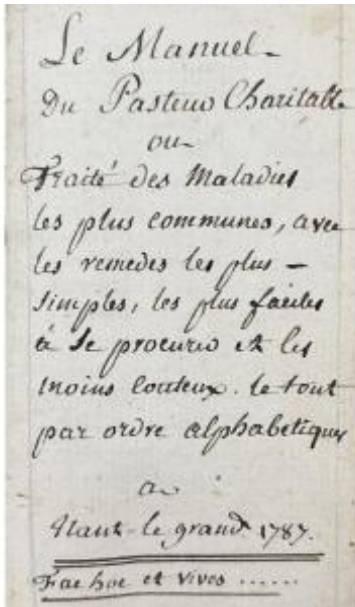 Le Manuel
Du Pasteur Charitable
ou
Traité des Maladies
les plus communes, avec
les remedes les plus -
simples, les plus faciles
à se procurer et les
moins couteux. le tout
par ordre alphabetique
a
le grand 1787.
Fac hoc et vives ......